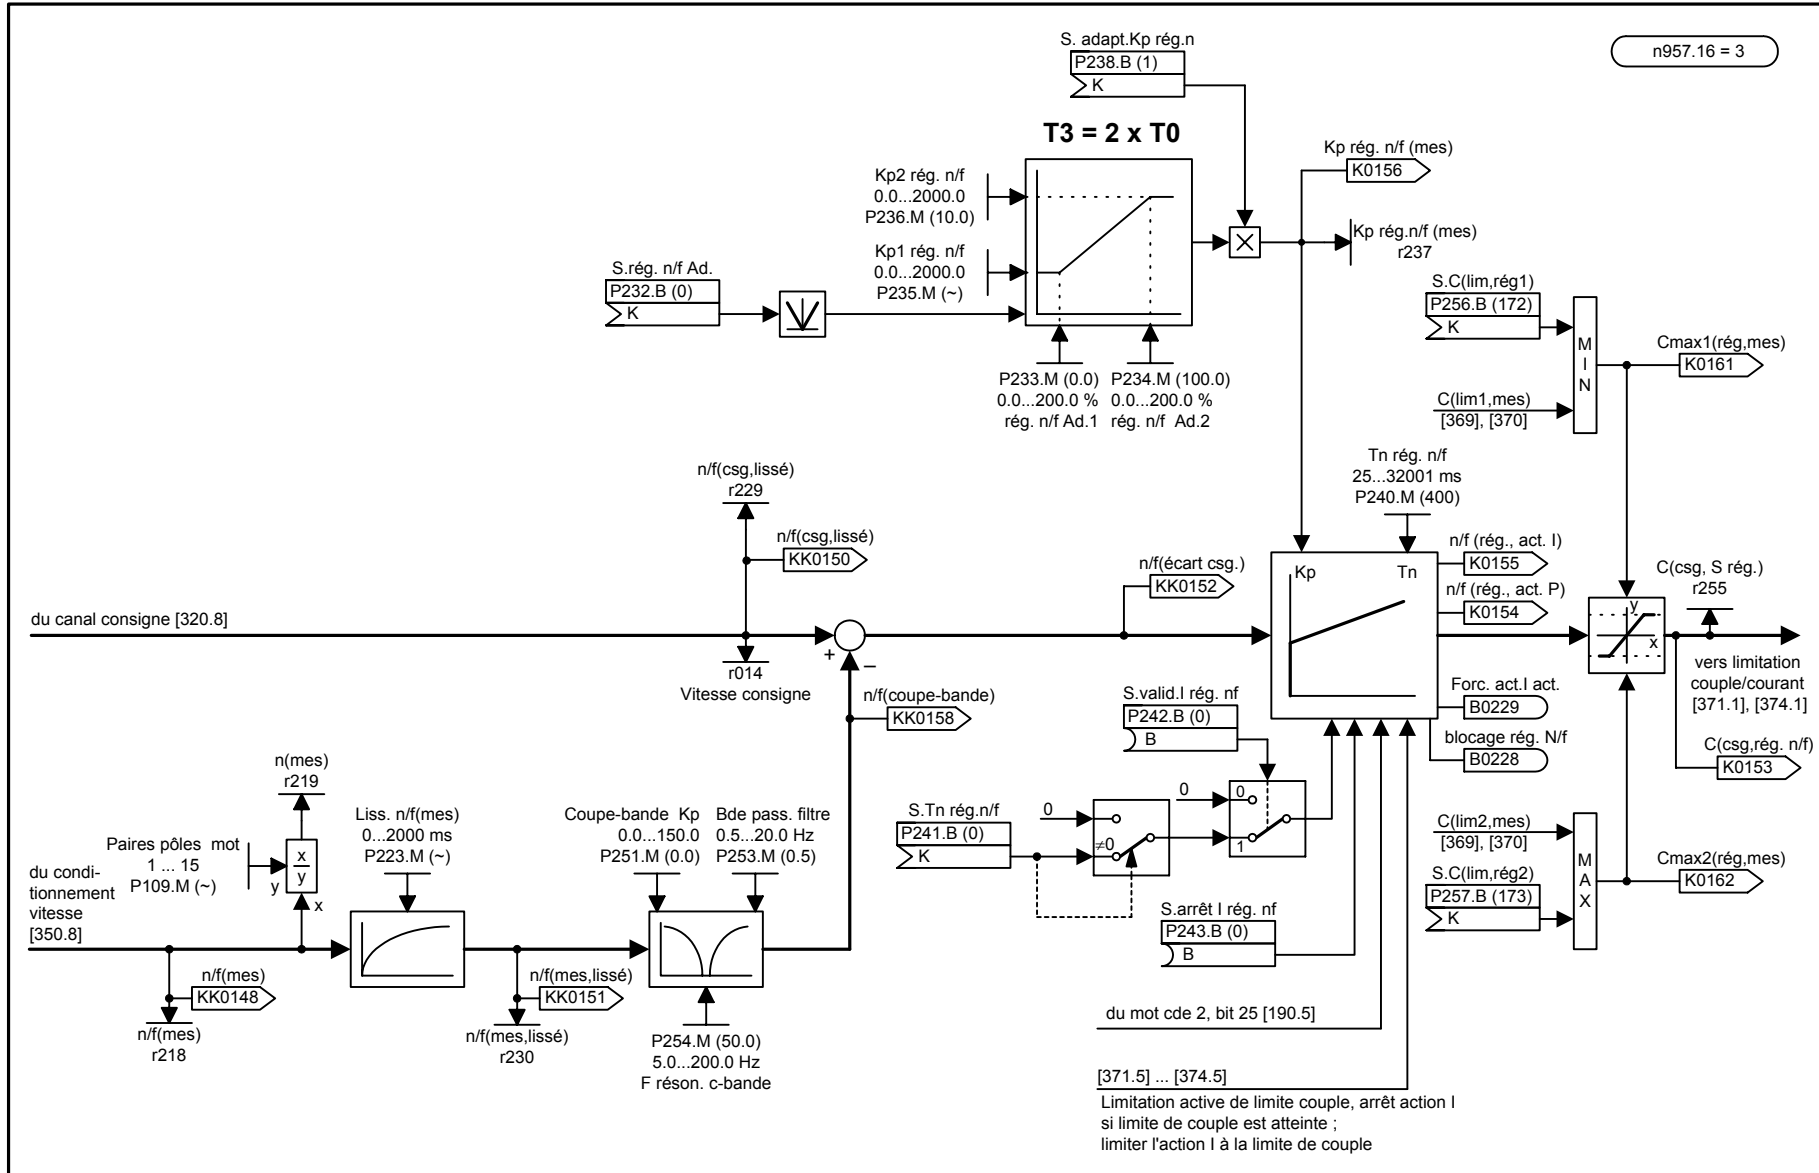 n957.16 = 3
S. adapt.Kp rég.n
P238.B (1)
K
T3 = 2 x T0
Kp2 rég. n/f
0.0...2000.0
P236.M (10.0)
Kp1 rég. n/f
0.0...2000.0
P235.M (~)
S.rég. n/f Ad.
P232.B (0)
K
P233.M (0.0)
0.0...200.0 %
rég. n/f Ad.1
P234.M (100.0)
0.0...200.0 %
rég. n/f Ad.2
Kp rég. n/f (mes)
K0156
Kp rég.n/f (mes)
r237
S.C(lim,rég1)
P256.B (172)
K
C(lim1,mes)
[369], [370]
M
I
N
Cmax1(rég,mes)
K0161
Tn rég. n/f
25...32001 ms
P240.M (400)
n/f(csg,lissé)
r229
n/f(csg,lissé)
KK0150
du canal consigne [320.8]
r014
Vitesse consigne
+
–
n/f(écart csg.)
KK0152
Kp
Tn
n/f (rég., act. I)
K0155
n/f (rég., act. P)
K0154
y
x
C(csg, S rég.)
r255
vers limitation
couple/courant
[371.1], [374.1]
Forc. act.I act.
B0229
blocage rég. N/f
B0228
C(csg,rég. n/f)
K0153
n/f(coupe-bande)
KK0158
S.valid.I rég. nf
P242.B (0)
B
n(mes)
r219
Paires pôles mot
1 ... 15
P109.M (~)
x
y
y
x
Liss. n/f(mes)
0...2000 ms
P223.M (~)
Coupe-bande Kp
0.0...150.0
P251.M (0.0)
Bde pass. filtre
0.5...20.0 Hz
P253.M (0.5)
S.Tn rég.n/f
P241.B (0)
K
0
≠0
0
0
1
C(lim2,mes)
[369], [370]
S.C(lim,rég2)
P257.B (173)
K
M
A
X
Cmax2(rég,mes)
K0162
du condi-
tionnement
vitesse
[350.8]
S.arrêt I rég. nf
P243.B (0)
B
n/f(mes)
KK0148
n/f(mes)
r218
n/f(mes,lissé)
KK0151
n/f(mes,lissé)
r230
P254.M (50.0)
5.0...200.0 Hz
F réson. c-bande
du mot cde 2, bit 25 [190.5]
[371.5] ... [374.5]
Limitation active de limite couple, arrêt action I
si limite de couple est atteinte ;
limiter l'action I à la limite de couple